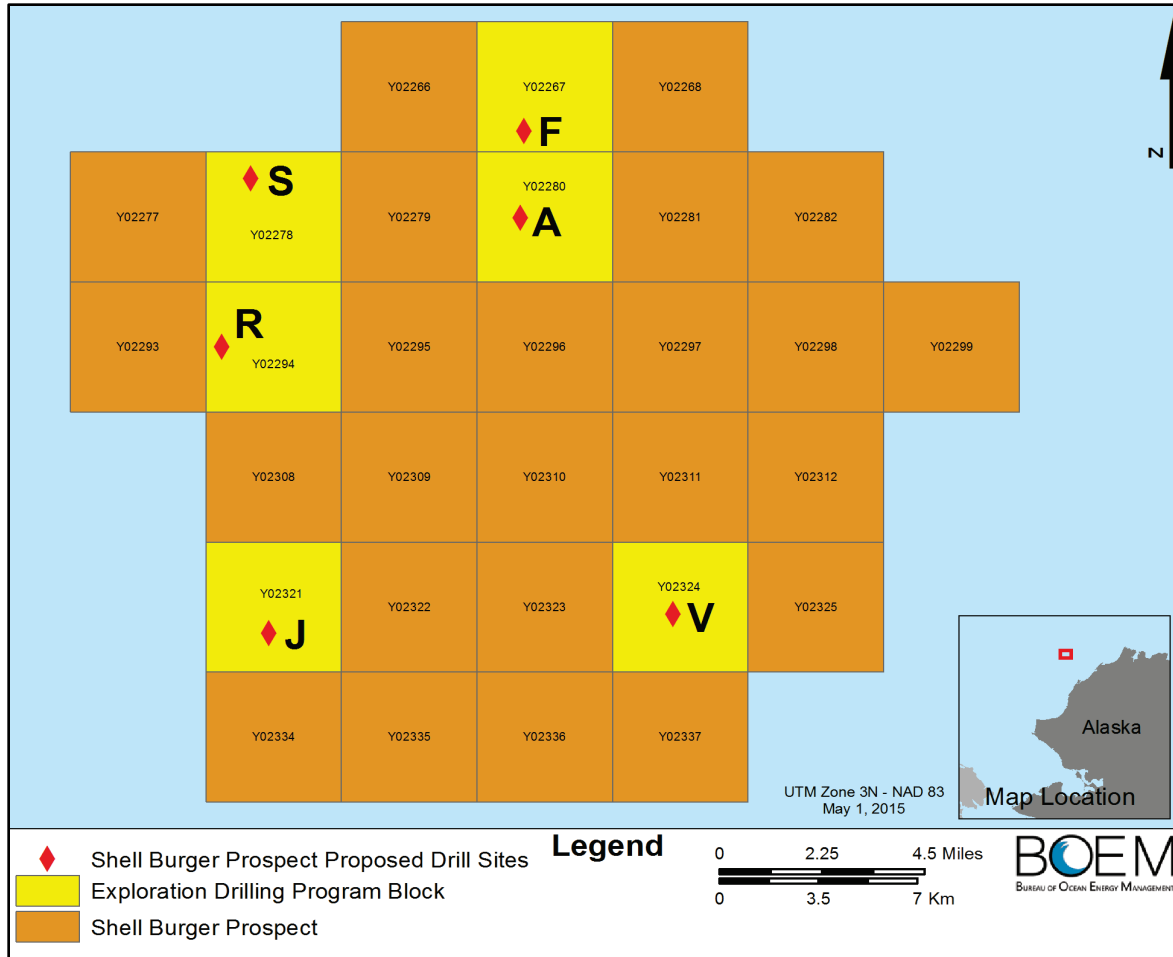 Y02266
Y02267
Y02268
F
Y02277
S
Y02278
Y02279
Y02280
A
Y02281
Y02282
Y02293
R
Y02294
Y02295
Y02296
Y02297
Y02298
Y02299
Y02308
Y02309
Y02310
Y02311
Y02312
Y02321
J
Y02322
Y02323
Y02324
V
Y02325
Y02334
Y02335
Y02336
Y02337
N
UTM Zone 3N - NAD 83
May 1, 2015
Alaska
Map Location
Legend
Shell Burger Prospect Proposed Drill Sites
Exploration Drilling Program Block
Shell Burger Prospect
0 2.25 4.5 Miles
0 3.5 7 Km
BOEM
BUREAU OF OCEAN ENERGY MANAGEMENT